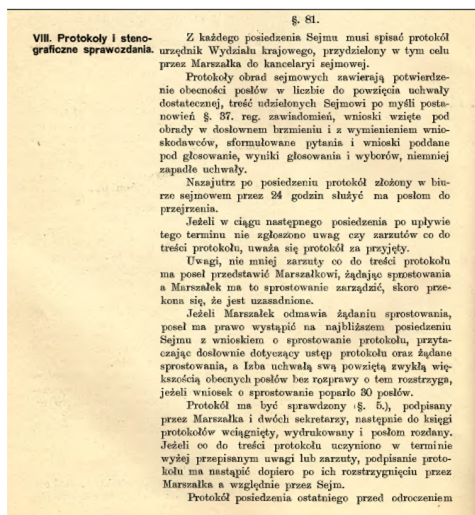 §. 81.
VIII. Protokoły i steno-
graficzne sprawozdania.
Z każdego posiedzenia Sejmu musi spisać protokół
urzędnik Wydziału krajowego, przydzielony w tym celu
przez Marszałka do kancelaryi sejmowej.
Protokoły obrad sejmowych zawierają potwierdze-
nie obecności posłów w liczbie do powzięcia uchwały
dostatecznej, treść udzielonych Sejmowi po myśli posta-
nowień §. 37. reg. zawiadomień, wnioski wzięte pod
obrady w dosłownem brzmieniu i z wymienieniem wnio-
skodawców, sformułowane pytania i wnioski poddane
pod głosowanie, wyniki głosowania i wyborów, niemniej
zapadłe uchwały.
Nazajutrz po posiedzeniu protokół złożony w biu-
rze sejmowem przez 24 godzin służyć ma posłom do
przejrzenia.
Jeżeli w ciągu następnego posiedzenia po upływie
tego terminu nie zgłoszono uwag czy zarzutów co do
treści protokołu, uważa się protokół za przyjęty.
Uwagi, nie mniej zarzuty co do treści protokołu
ma poseł przedstawić Marszałkowi, żądając sprostowania
a Marszałek ma to sprostowanie zarządzić, skoro prze-
kona się, że jest uzasadnione.
Jeżeli Marszałek odmawia żądaniu sprostowania,
poseł ma prawo wystąpić na najbliższem posiedzeniu
Sejmu z wnioskiem o sprostowanie protokołu, przyta-
czając dosłownie dotyczący ustęp protokołu oraz żądane
sprostowania, a Izba uchwałą swą powziętą zwykłą wię-
kszością obecnych posłów bez rozprawy o tem rozstrzyga,
jeżeli wniosek o sprostowanie poparło 30 posłów.
Protokół ma być sprawdzony (§. 5.), podpisany
przez Marszałka i dwóch sekretarzy, następnie do księgi
protokołów wciągnięty, wydrukowany i posłom rozdany.
Jeżeli co do treści protokołu uczyniono w terminie
wyżej przepisanym uwagi lub zarzuty, podpisanie proto-
kołu ma nastąpić dopiero po ich rozstrzygnięciu przez
Marszałka a względnie przez Sejm.
Protokół posiedzenia ostatniego przed odroczeniem